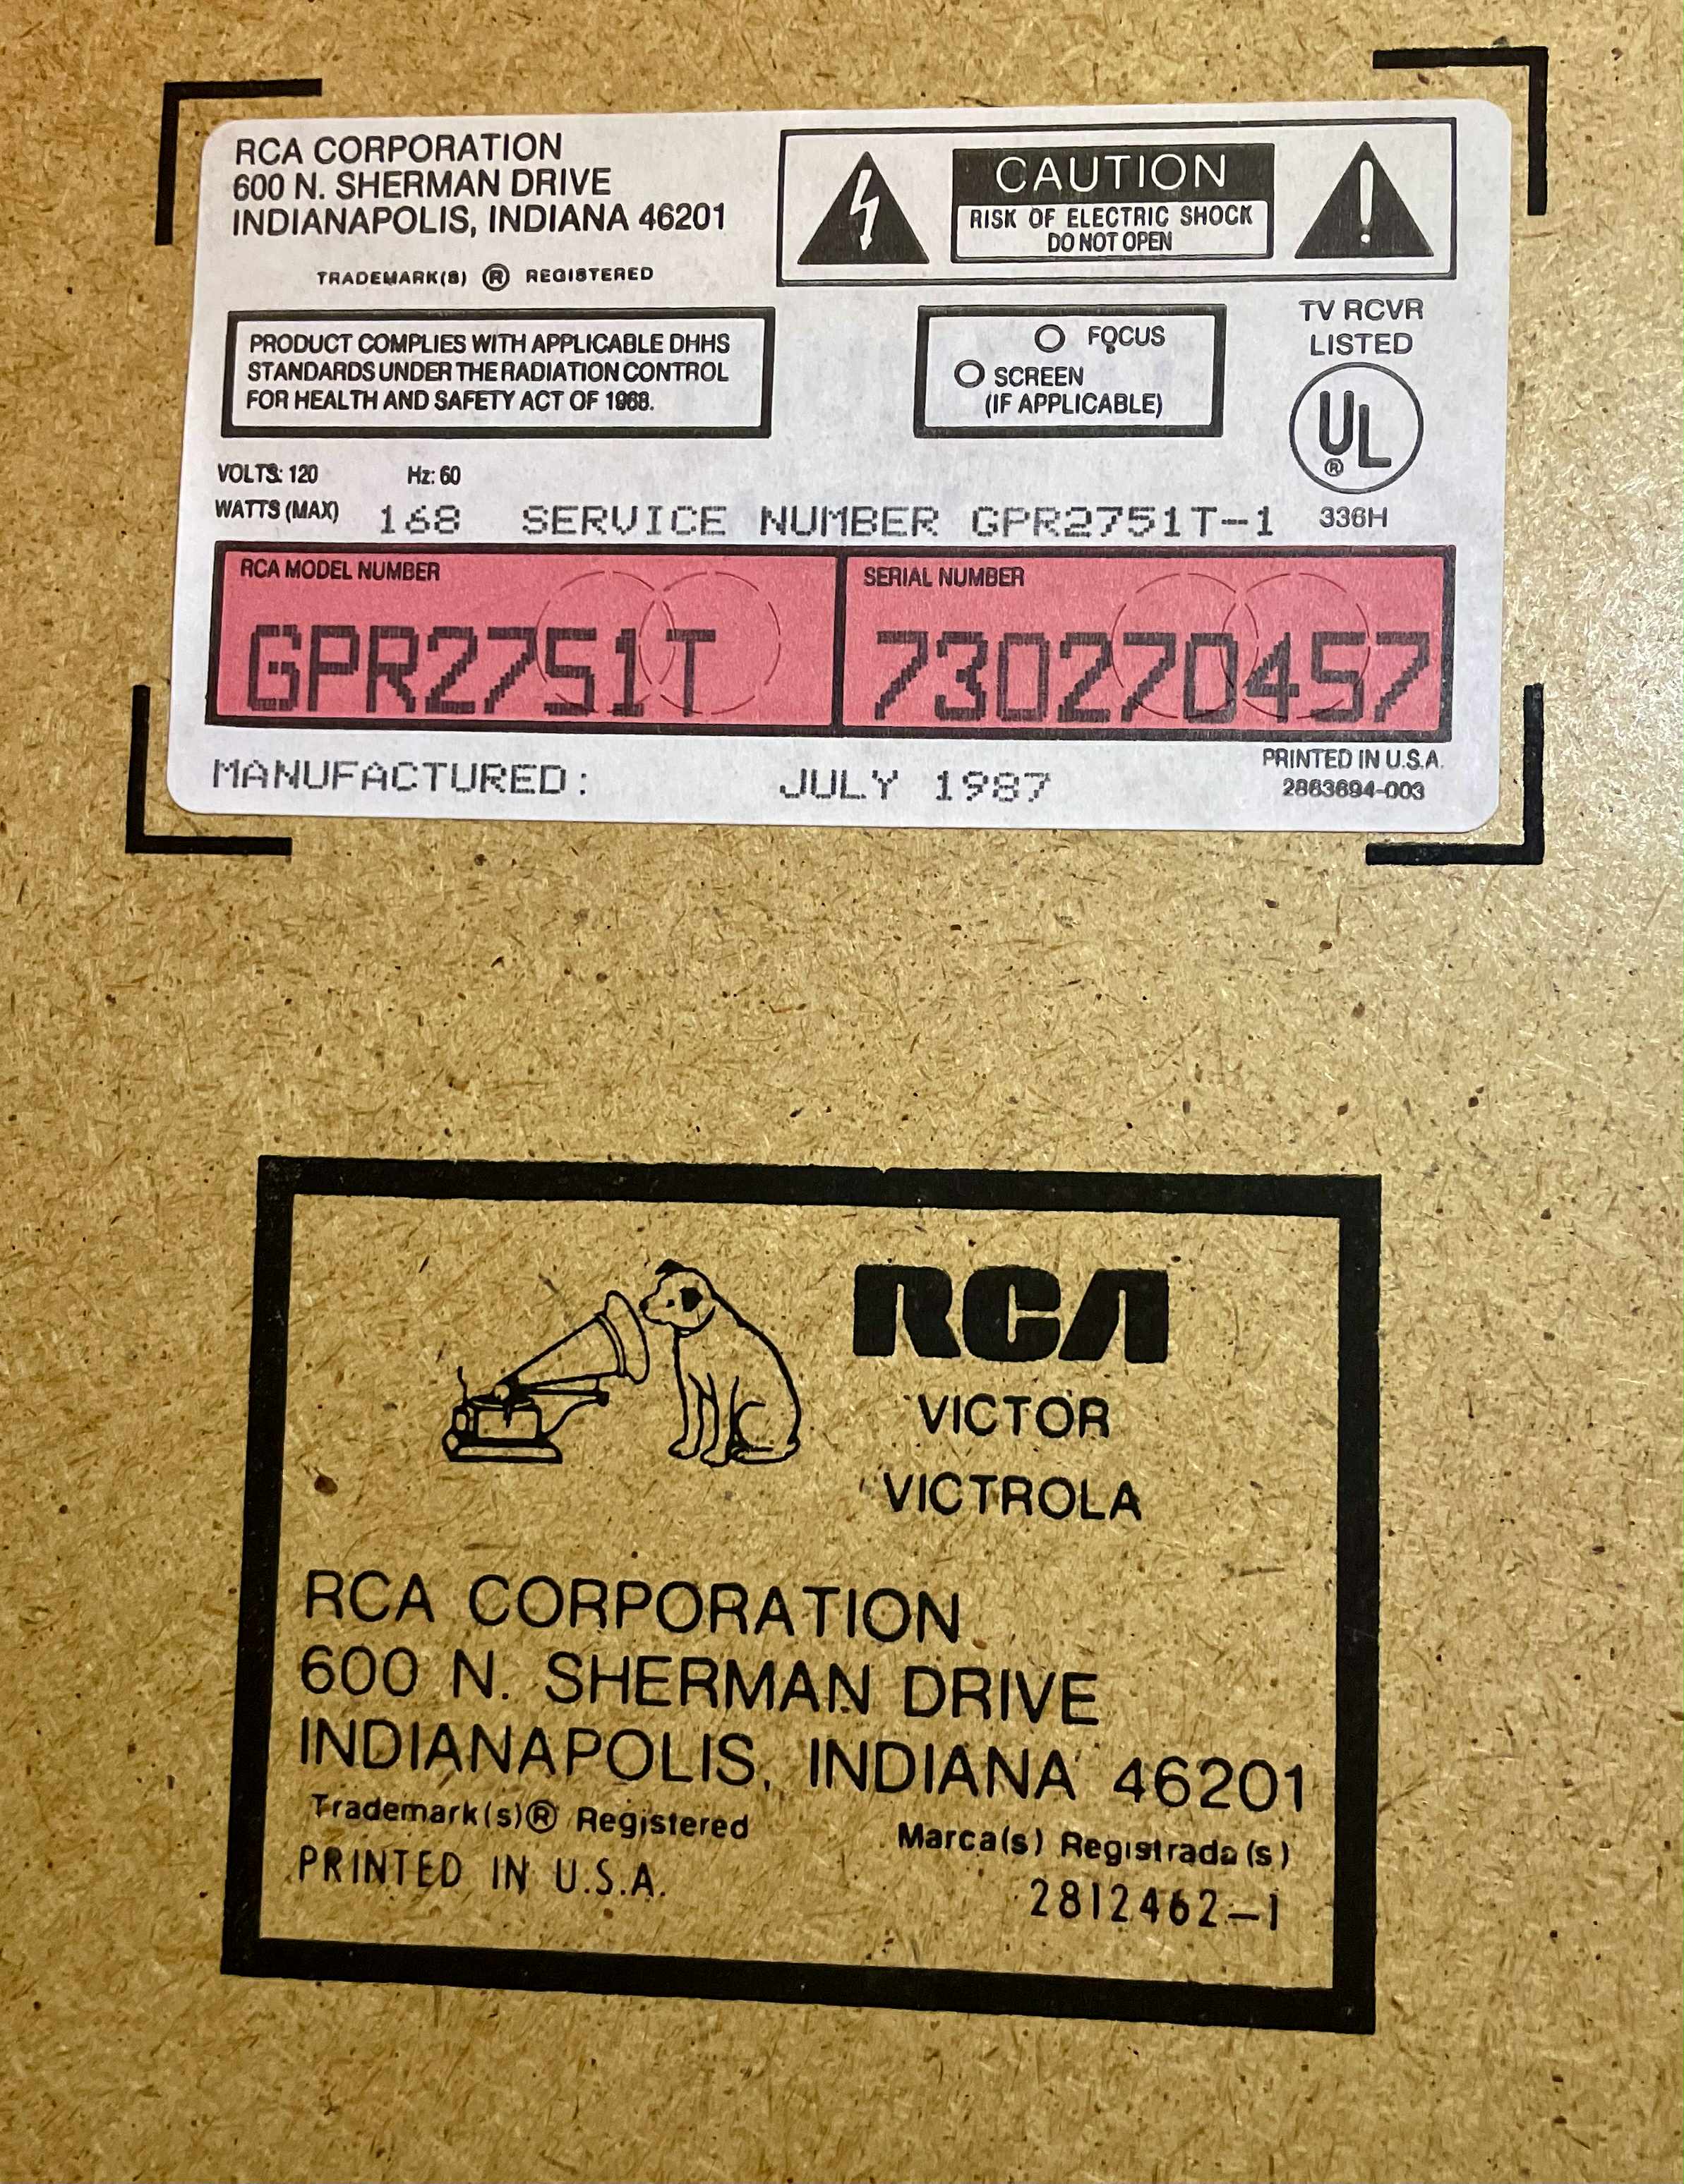 RCA CORPORATION
600 N. SHERMAN DRIVE
INDIANAPOLIS, INDIANA 46201
TRADEMARK(S) ® REGISTERED
CAUTION
RISK OF ELECTRIC SHOCK
DO NOT OPEN
PRODUCT COMPLIES WITH APPLICABLE DHHS
STANDARDS UNDER THE RADIATION CONTROL
FOR HEALTH AND SAFETY ACT OF 1968.
FOCUS
SCREEN
(IF APPLICABLE)
TV RCVR
LISTED
UL®
336H
VOLTS: 120 Hz: 60
WATTS (MAX) 168 SERVICE NUMBER GPR2751T-1
RCA MODEL NUMBER
GPR2751T
SERIAL NUMBER
730270457
MANUFACTURED: JULY 1987
PRINTED IN U.S.A.
2863694-003
RCA
VICTOR
VICTROLA
RCA CORPORATION
600 N. SHERMAN DRIVE
INDIANAPOLIS, INDIANA 46201
Trademark(s)® Registered Marca(s) Registrada(s)
PRINTED IN U.S.A. 2812462-1